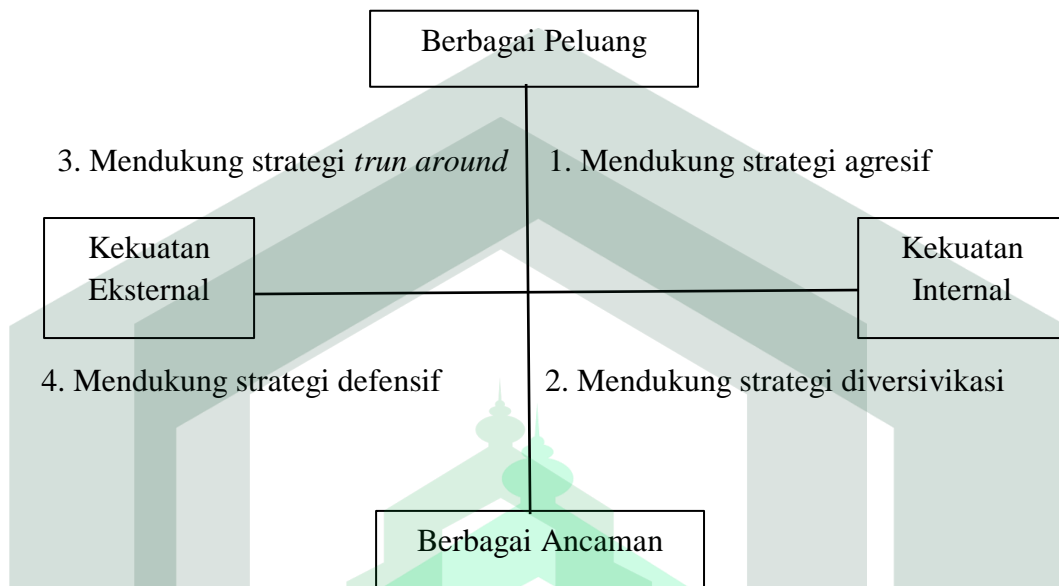 Berbagai Peluang
3. Mendukung strategi trun around
1. Mendukung strategi agresif
Kekuatan
Eksternal
Kekuatan
Internal
4. Mendukung strategi defensif
2. Mendukung strategi diversivikasi
Berbagai Ancaman